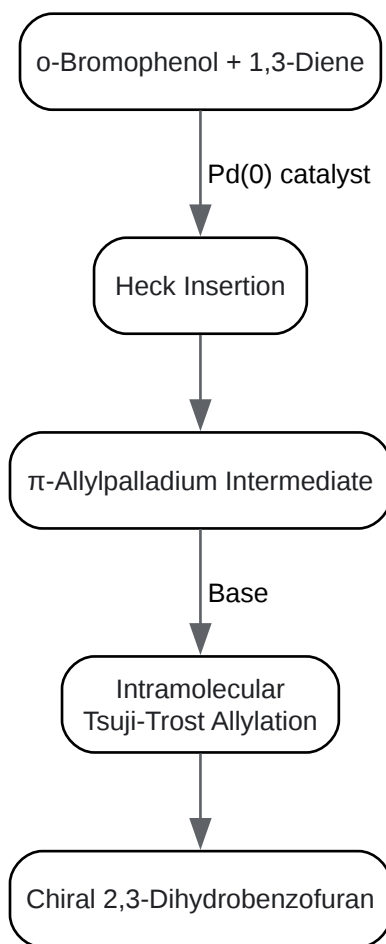 o-Bromophenol + 1,3-Diene
Pd(0) catalyst
Heck Insertion
π-Allylpalladium Intermediate
Base
Intramolecular
Tsuji-Trost Allylation
Chiral 2,3-Dihydrobenzofuran